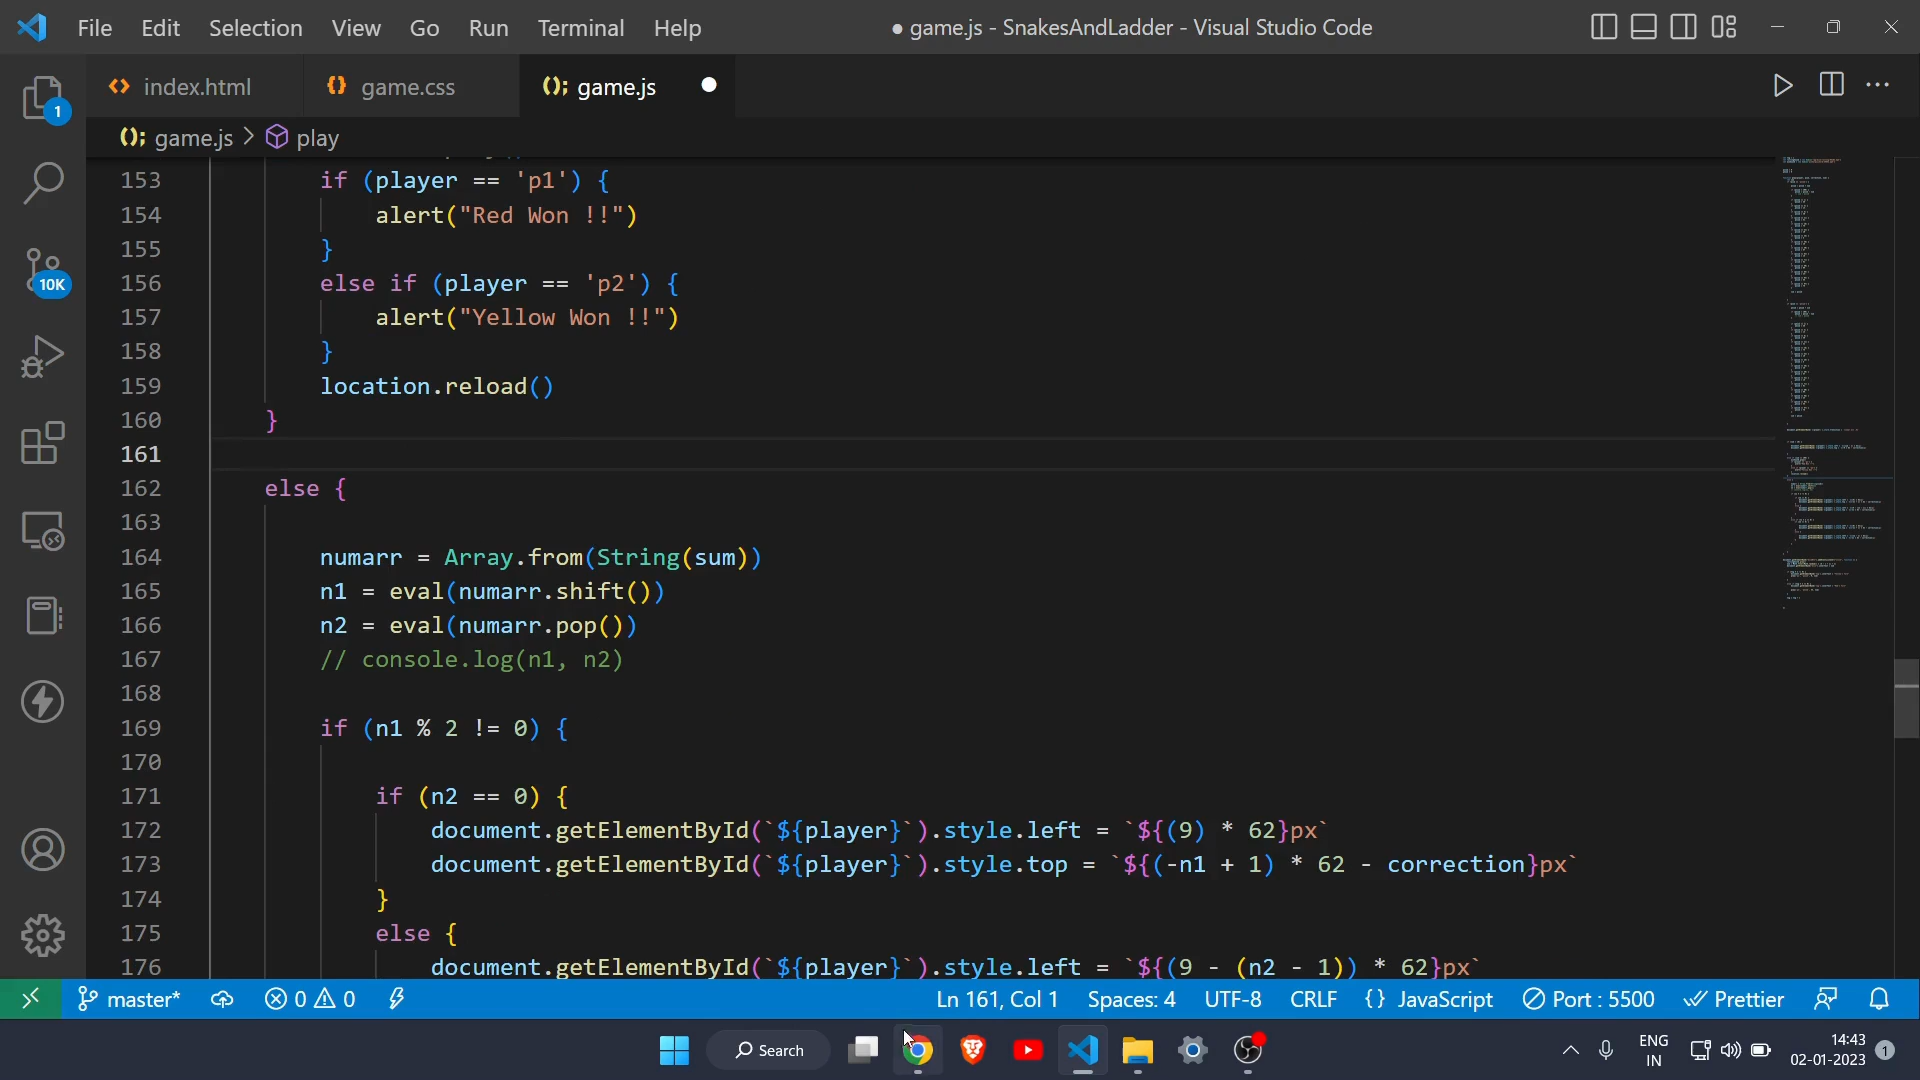 File Edit Selection View Go Run Terminal Help ● game.js - SnakesAndLadder - Visual Studio Code
index.html game.css game.js
game.js > play
153 if (player == 'p1') {
154 alert("Red Won !!")
155 }
156 else if (player == 'p2') {
157 alert("Yellow Won !!")
158 }
159 location.reload()
160 }
161
162 else {
163
164 numarr = Array.from(String(sum))
165 n1 = eval(numarr.shift())
166 n2 = eval(numarr.pop())
167 // console.log(n1, n2)
168
169 if (n1 % 2 != 0) {
170
171 if (n2 == 0) {
172 document.getElementById(`${player}`).style.left = `${(9) * 62}px`
173 document.getElementById(`${player}`).style.top = `${(-n1 + 1) * 62 - correction}px`
174 }
175 else {
176 document.getElementById(`${player}`).style.left = `${(9 - (n2 - 1)) * 62}px`
1
10K
master* 0 0 Ln 161, Col 1 Spaces: 4 UTF-8 CRLF {} JavaScript Port : 5500 Prettier
Search ENG IN 14:43 02-01-2023 1